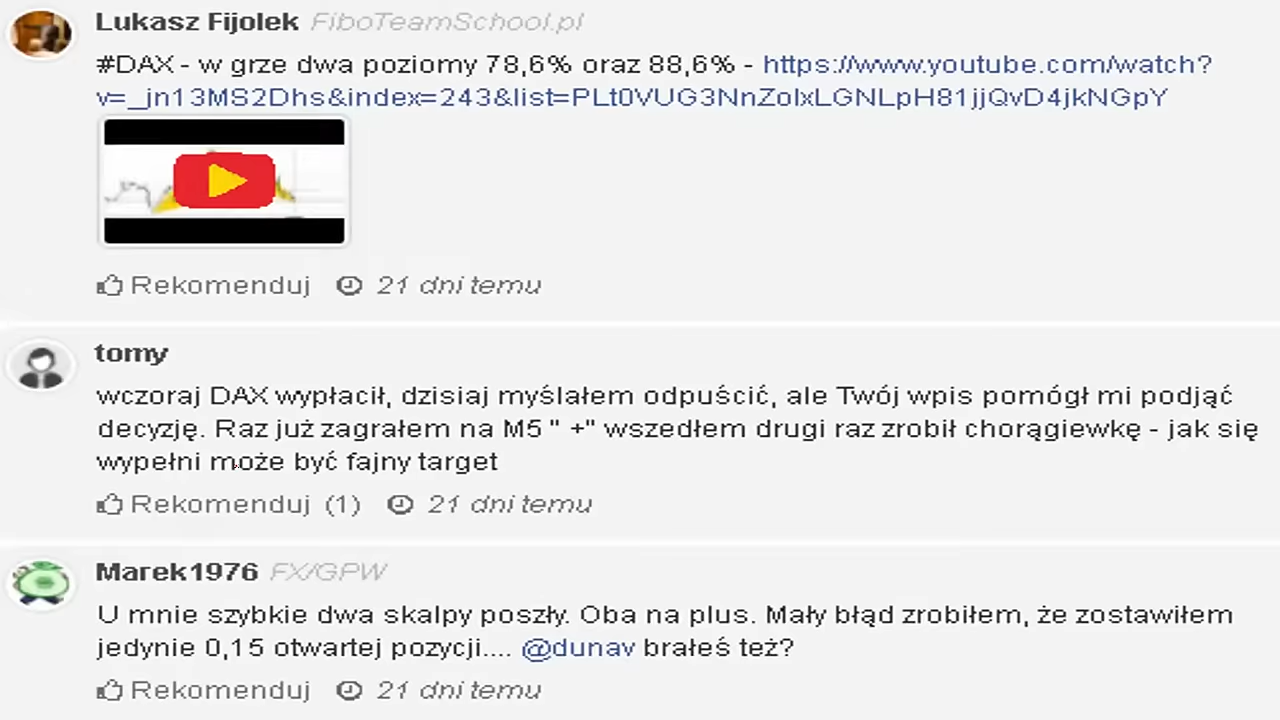 Lukasz Fijolek FiboTeamSchool.pl
#DAX - w grze dwa poziomy 78,6% oraz 88,6% - https://www.youtube.com/watch?
v=_jn13MS2Dhs&index=243&list=PLt0VUG3NnZolxLGNLpH81jjQvD4jkNGpY
Rekomenduj 21 dni temu
tomy
wczoraj DAX wypłacił, dzisiaj myślałem odpuścić, ale Twój wpis pomógł mi podjąć
decyzję. Raz już zagrałem na M5 " +" wszedłem drugi raz zrobił chorągiewkę - jak się
wypełni może być fajny target
Rekomenduj (1) 21 dni temu
Marek1976 FX/GPW
U mnie szybkie dwa skalpy poszły. Oba na plus. Mały błąd zrobiłem, że zostawiłem
jedynie 0,15 otwartej pozycji.... @dunav brałeś też?
Rekomenduj 21 dni temu